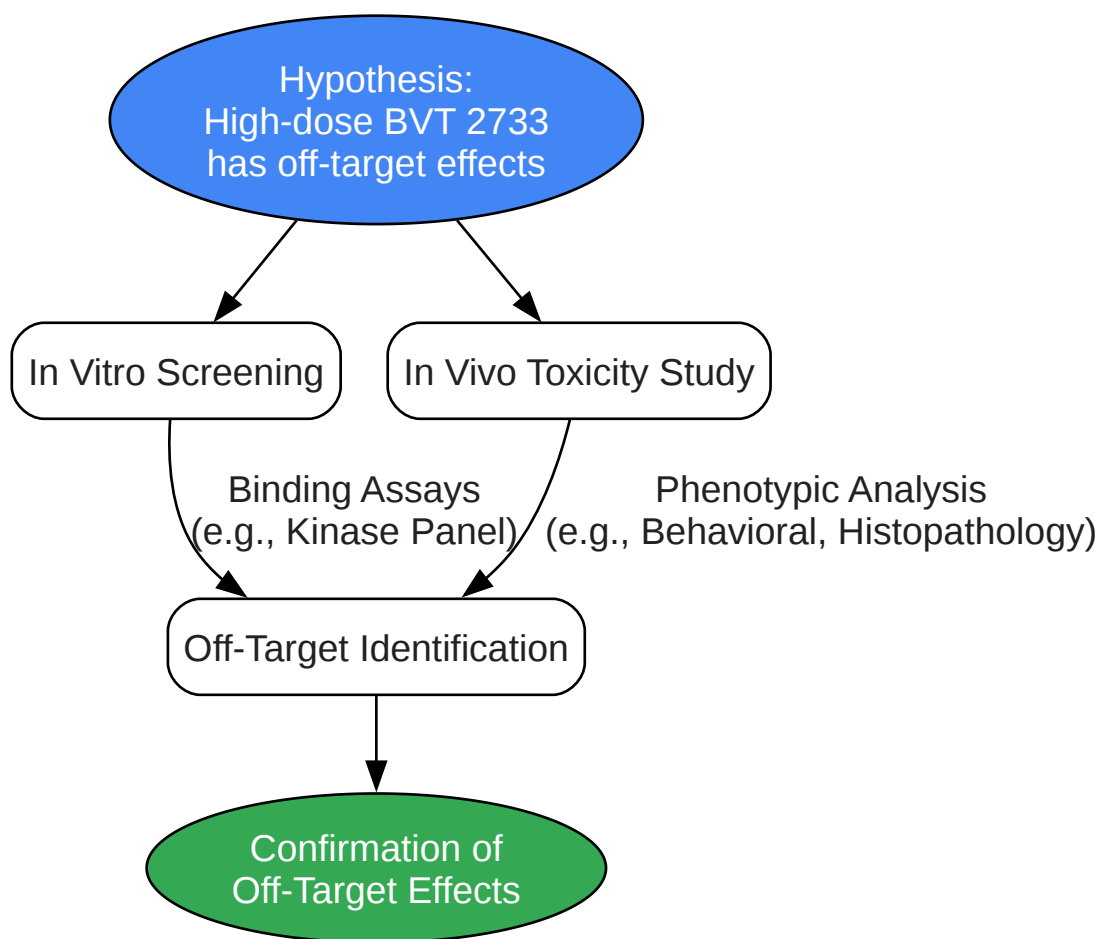 Hypothesis:
High-dose BVT 2733
has off-target effects
In Vitro Screening
In Vivo Toxicity Study
Binding Assays
(e.g., Kinase Panel)
Phenotypic Analysis
(e.g., Behavioral, Histopathology)
Off-Target Identification
Confirmation of
Off-Target Effects